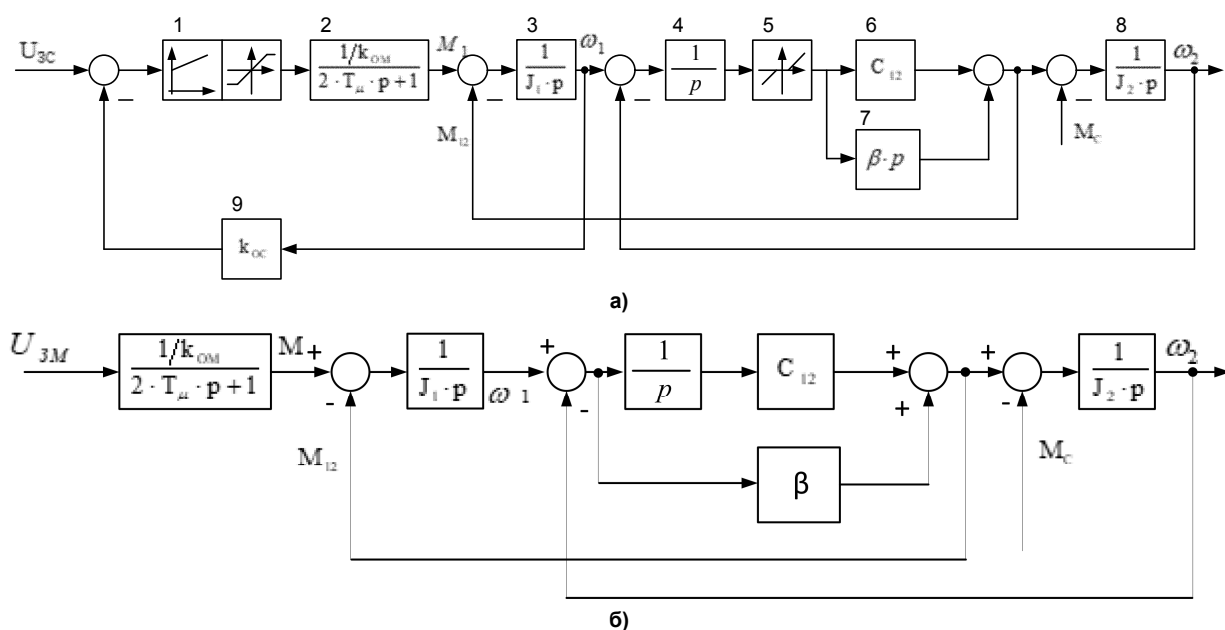 1 2 3 4 5 6 8
U_ЗС
1/k_ОМ
2·T_μ·p+1
M_1
1
J_1·p
ω_1
1
p
C_12
1
J_2·p
ω_2
–
–
–
–
M_12
7
β·p
M_C
9
k_ОС
а)
U_ЗМ
1/k_ОМ
2·T_μ·p+1
M
+
-
1
J_1·p
ω_1
+
-
1
p
C_12
+
+
+
-
1
J_2·p
ω_2
M_12
β
M_C
б)